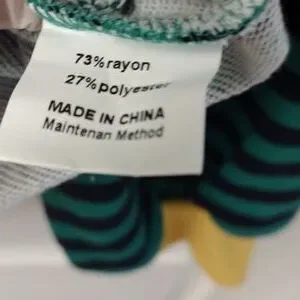 73% rayon
27% polyester
MADE IN CHINA
Maintenan Method